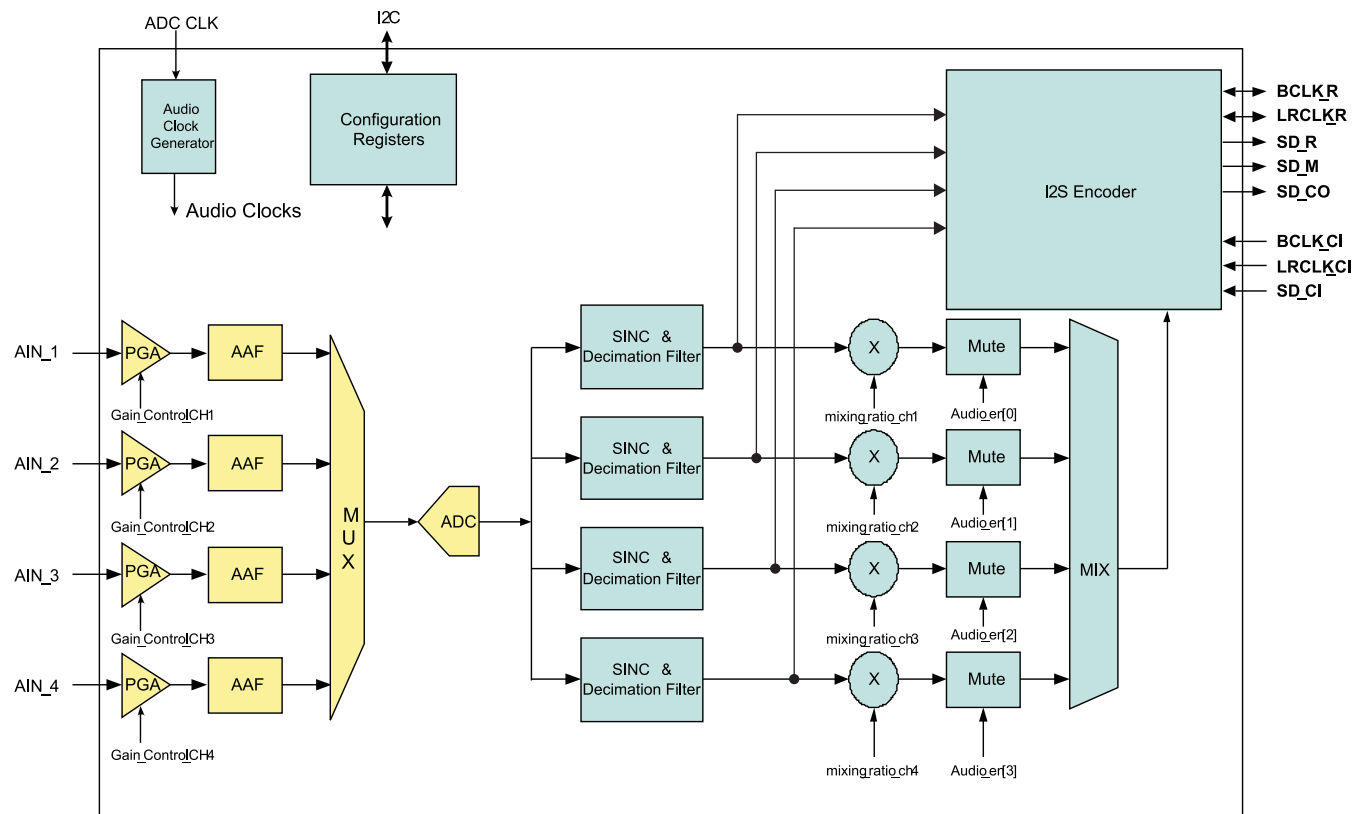 ADC CLK
I2C
Audio
Clock
Generator
Configuration
Registers
Audio Clocks
I2S Encoder
BCLK_R
LRCLK_R
SD_R
SD_M
SD_CO
BCLK_CI
LRCLK_CI
SD_CI
AIN_1
PGA
AAF
Gain_Control_CH1
SINC &
Decimation Filter
X
Mute
mixing_ratio_ch1
Audio_er[0]
AIN_2
PGA
AAF
Gain_Control_CH2
SINC &
Decimation Filter
X
Mute
mixing_ratio_ch2
Audio_er[1]
M
U
X
ADC
AIN_3
PGA
AAF
Gain_Control_CH3
SINC &
Decimation Filter
X
Mute
MIX
mixing_ratio_ch3
Audio_er[2]
AIN_4
PGA
AAF
Gain_Control_CH4
SINC &
Decimation Filter
X
Mute
mixing_ratio_ch4
Audio_er[3]